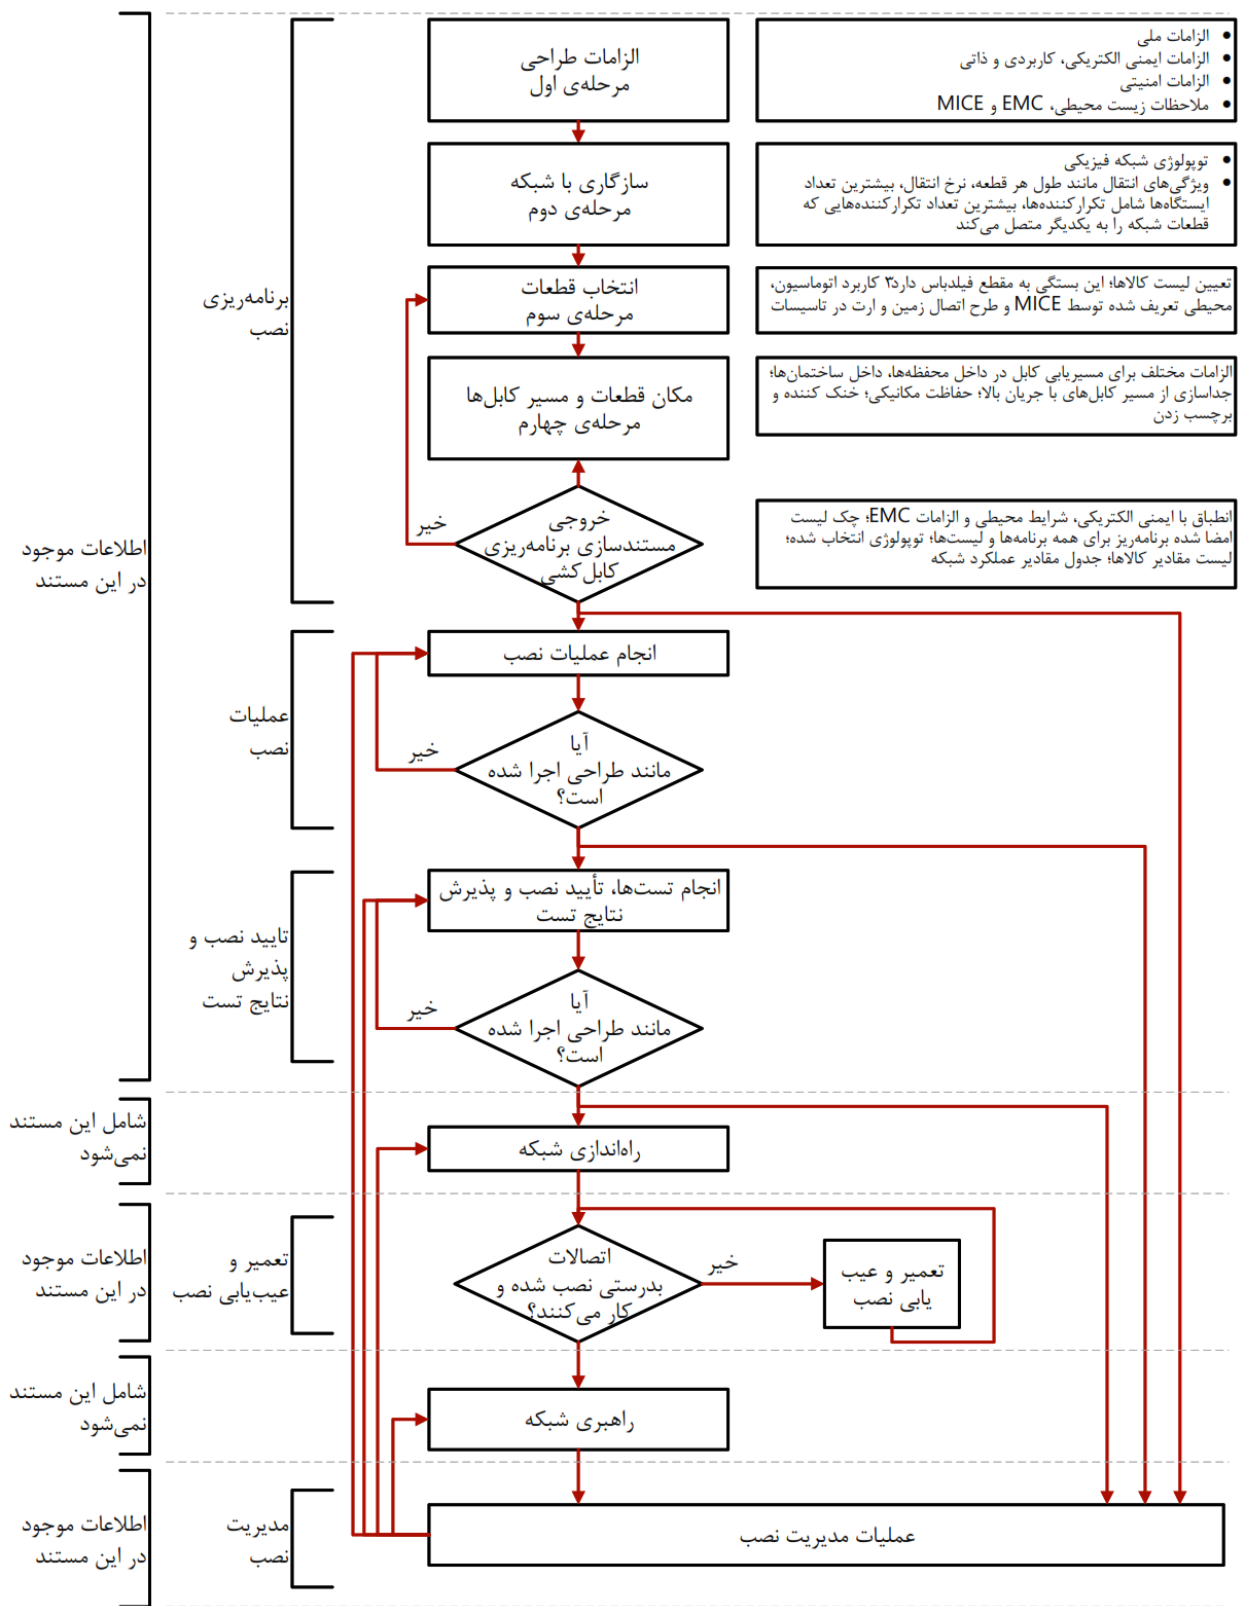 الزامات طراحی
مرحله‌ی اول
• الزامات ملی
• الزامات ایمنی الکتریکی، کاربردی و ذاتی
• الزامات امنیتی
• ملاحظات زیست محیطی، EMC و MICE
سازگاری با شبکه
مرحله‌ی دوم
• توپولوژی شبکه فیزیکی
• ویژگی‌های انتقال مانند طول هر قطعه، نرخ انتقال، بیشترین تعداد
ایستگاه‌ها شامل تکرارکننده‌ها، بیشترین تعداد تکرارکننده‌هایی که
قطعات شبکه را به یکدیگر متصل می‌کند
برنامه‌ریزی
نصب
انتخاب قطعات
مرحله‌ی سوم
تعیین لیست کالاها؛ این بستگی به مقطع فیلدباس دارد۳ کاربرد اتوماسیون،
محیطی تعریف شده توسط MICE و طرح اتصال زمین و ارت در تاسیسات
مکان قطعات و مسیر کابل‌ها
مرحله‌ی چهارم
الزامات مختلف برای مسیریابی کابل در داخل محفظه‌ها، داخل ساختمان‌ها؛
جداسازی از مسیر کابل‌های با جریان بالا؛ حفاظت مکانیکی؛ خنک کننده و
برچسب زدن
خروجی
مستندسازی برنامه‌ریزی
کابل‌کشی
خیر
انطباق با ایمنی الکتریکی، شرایط محیطی و الزامات EMC؛ چک لیست
امضا شده برنامه‌ریز برای همه برنامه‌ها و لیست‌ها؛ توپولوژی انتخاب شده؛
لیست مقادیر کالاها؛ جدول مقادیر عملکرد شبکه
اطلاعات موجود
در این مستند
انجام عملیات نصب
عملیات
نصب
آیا
مانند طراحی اجرا شده
است؟
خیر
انجام تست‌ها، تأیید نصب و پذیرش
نتایج تست
تایید نصب و
پذیرش
نتایج تست
آیا
مانند طراحی اجرا شده
است؟
خیر
شامل این مستند
نمی‌شود
راه‌اندازی شبکه
اطلاعات موجود
در این مستند
تعمیر و
عیب‌یابی نصب
اتصالات
بدرستی نصب شده و
کار می‌کنند؟
خیر
تعمیر و عیب
یابی نصب
شامل این مستند
نمی‌شود
راهبری شبکه
اطلاعات موجود
در این مستند
مدیریت
نصب
عملیات مدیریت نصب